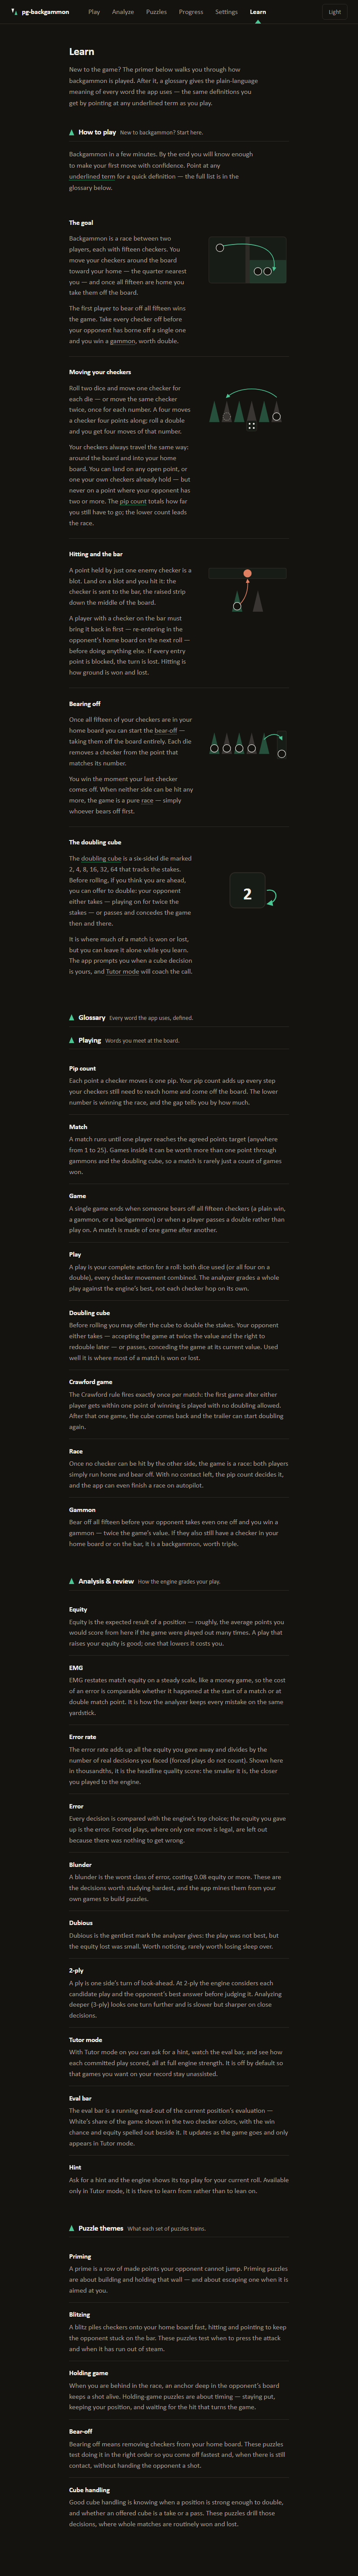 pg-backgammon Play Analyze Puzzles Progress Settings Learn Light
Learn
New to the game? The primer below walks you through how
backgammon is played. After it, a glossary gives the plain-language
meaning of every word the app uses — the same definitions you
get by pointing at any underlined term as you play.
How to play New to backgammon? Start here.
Backgammon in a few minutes. By the end you will know enough
to make your first move with confidence. Point at any
underlined term for a quick definition — the full list is in the
glossary below.
The goal
Backgammon is a race between two
players, each with fifteen checkers. You
move your checkers around the board
toward your home — the quarter nearest
you — and once all fifteen are home you
take them off the board.
The first player to bear off all fifteen wins
the game. Take every checker off before
your opponent has borne off a single one
and you win a gammon, worth double.
Moving your checkers
Roll two dice and move one checker for
each die — or move the same checker
twice, once for each number. A four moves
a checker four points along; roll a double
and you get four moves of that number.
Your checkers always travel the same way:
around the board and into your home
board. You can land on any open point, or
one your own checkers already hold — but
never on a point where your opponent has
two or more. The pip count totals how far
you still have to go; the lower count leads
the race.
Hitting and the bar
A point held by just one enemy checker is a
blot. Land on a blot and you hit it: the
checker is sent to the bar, the raised strip
down the middle of the board.
A player with a checker on the bar must
bring it back in first — re-entering in the
opponent's home board on the next roll —
before doing anything else. If every entry
point is blocked, the turn is lost. Hitting is
how ground is won and lost.
Bearing off
Once all fifteen of your checkers are in your
home board you can start the bear-off —
taking them off the board entirely. Each die
removes a checker from the point that
matches its number.
You win the moment your last checker
comes off. When neither side can be hit any
more, the game is a pure race — simply
whoever bears off first.
The doubling cube
The doubling cube is a six-sided die marked
2, 4, 8, 16, 32, 64 that tracks the stakes.
Before rolling, if you think you are ahead,
you can offer to double: your opponent
either takes — playing on for twice the
stakes — or passes and concedes the game
then and there.
It is where much of a match is won or lost,
but you can leave it alone while you learn.
The app prompts you when a cube decision
is yours, and Tutor mode will coach the call.
2
Glossary Every word the app uses, defined.
Playing Words you meet at the board.
Pip count
Each point a checker moves is one pip. Your pip count adds up every step
your checkers still need to reach home and come off the board. The lower
number is winning the race, and the gap tells you by how much.
Match
A match runs until one player reaches the agreed points target (anywhere
from 1 to 25). Games inside it can be worth more than one point through
gammons and the doubling cube, so a match is rarely just a count of games
won.
Game
A single game ends when someone bears off all fifteen checkers (a plain win,
a gammon, or a backgammon) or when a player passes a double rather than
play on. A match is made of one game after another.
Play
A play is your complete action for a roll: both dice used (or all four on a
double), every checker movement combined. The analyzer grades a whole
play against the engine's best, not each checker hop on its own.
Doubling cube
Before rolling you may offer the cube to double the stakes. Your opponent
either takes — accepting the game at twice the value and the right to
redouble later — or passes, conceding the game at its current value. Used
well it is where most of a match is won or lost.
Crawford game
The Crawford rule fires exactly once per match: the first game after either
player gets within one point of winning is played with no doubling allowed.
After that one game, the cube comes back and the trailer can start doubling
again.
Race
Once no checker can be hit by the other side, the game is a race: both players
simply run home and bear off. With no contact left, the pip count decides it,
and the app can even finish a race on autopilot.
Gammon
Bear off all fifteen before your opponent takes even one off and you win a
gammon — twice the game's value. If they also still have a checker in your
home board or on the bar, it is a backgammon, worth triple.
Analysis & review How the engine grades your play.
Equity
Equity is the expected result of a position — roughly, the average points you
would score from here if the game were played out many times. A play that
raises your equity is good; one that lowers it costs you.
EMG
EMG restates match equity on a steady scale, like a money game, so the cost
of an error is comparable whether it happened at the start of a match or at
double match point. It is how the analyzer keeps every mistake on the same
yardstick.
Error rate
The error rate adds up all the equity you gave away and divides by the
number of real decisions you faced (forced plays do not count). Shown here
in thousandths, it is the headline quality score: the smaller it is, the closer
you played to the engine.
Error
Every decision is compared with the engine's top choice; the equity you gave
up is the error. Forced plays, where only one move is legal, are left out
because there was nothing to get wrong.
Blunder
A blunder is the worst class of error, costing 0.08 equity or more. These are
the decisions worth studying hardest, and the app mines them from your
own games to build puzzles.
Dubious
Dubious is the gentlest mark the analyzer gives: the play was not best, but
the equity lost was small. Worth noticing, rarely worth losing sleep over.
2-ply
A ply is one side's turn of look-ahead. At 2-ply the engine considers each
candidate play and the opponent's best answer before judging it. Analyzing
deeper (3-ply) looks one turn further and is slower but sharper on close
decisions.
Tutor mode
With Tutor mode on you can ask for a hint, watch the eval bar, and see how
each committed play scored, all at full engine strength. It is off by default so
that games you want on your record stay unassisted.
Eval bar
The eval bar is a running read-out of the current position's evaluation —
White's share of the game shown in the two checker colors, with the win
chance and equity spelled out beside it. It updates as the game goes and only
appears in Tutor mode.
Hint
Ask for a hint and the engine shows its top play for your current roll. Available
only in Tutor mode, it is there to learn from rather than to lean on.
Puzzle themes What each set of puzzles trains.
Priming
A prime is a row of made points your opponent cannot jump. Priming puzzles
are about building and holding that wall — and about escaping one when it is
aimed at you.
Blitzing
A blitz piles checkers onto your home board fast, hitting and pointing to keep
the opponent stuck on the bar. These puzzles test when to press the attack
and when it has run out of steam.
Holding game
When you are behind in the race, an anchor deep in the opponent's board
keeps a shot alive. Holding-game puzzles are about timing — staying put,
keeping your position, and waiting for the hit that turns the game.
Bear-off
Bearing off means removing checkers from your home board. These puzzles
test doing it in the right order so you come off fastest and, when there is still
contact, without handing the opponent a shot.
Cube handling
Good cube handling is knowing when a position is strong enough to double,
and whether an offered cube is a take or a pass. These puzzles drill those
decisions, where whole matches are routinely won and lost.